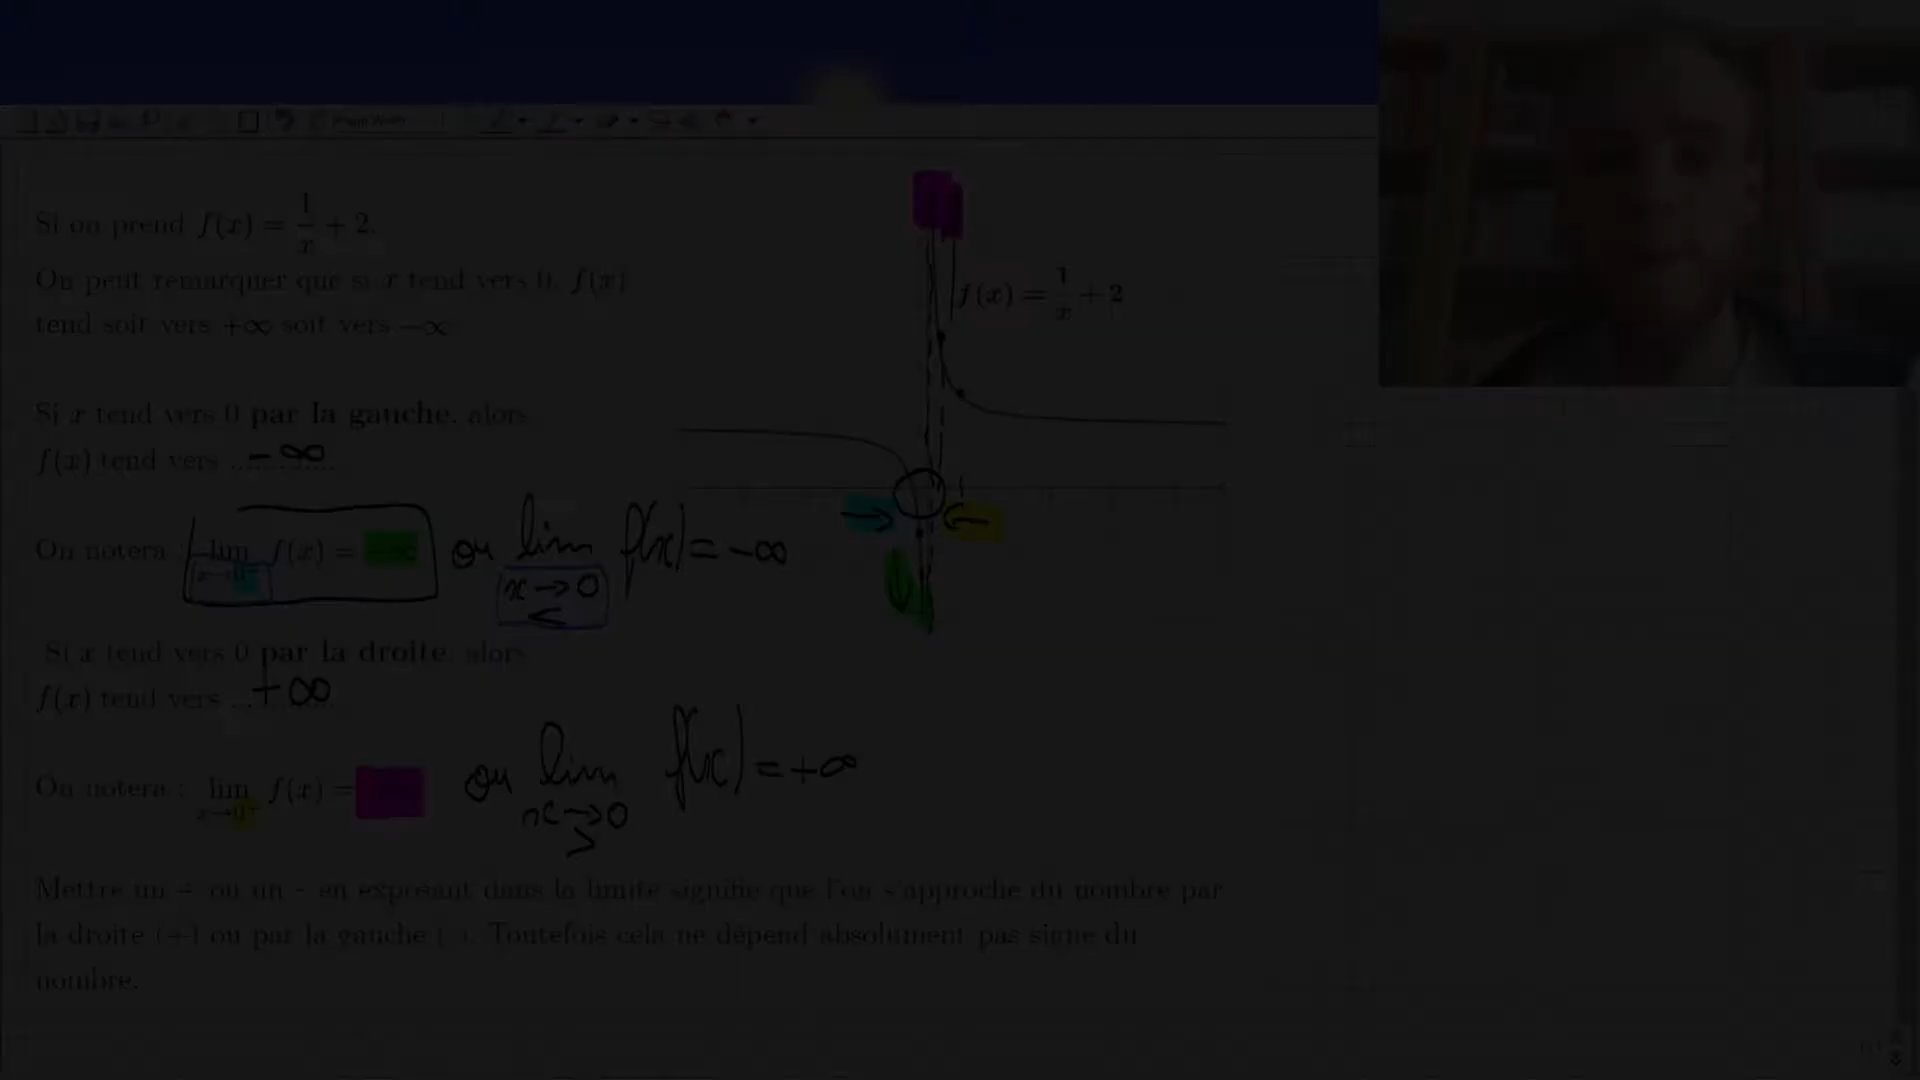 Page Width
Si on prend f(x) = 1/x + 2.
On peut remarquer que si x tend vers 0, f(x)
tend soit vers +∞ soit vers −∞
Si x tend vers 0 par la gauche, alors
f(x) tend vers ... −∞
On notera : lim x→0⁻ f(x) = −∞ ou lim x→0 < f(x) = −∞
Si x tend vers 0 par la droite, alors
f(x) tend vers ... +∞
On notera : lim x→0⁺ f(x) = ou lim x→0 > f(x) = +∞
Mettre un + ou un - en exposant dans la limite signifie que l'on s'approche du nombre par
la droite (+) ou par la gauche (-). Toutefois cela ne dépend absolument pas signe du
nombre.
f(x) = 1/x + 2